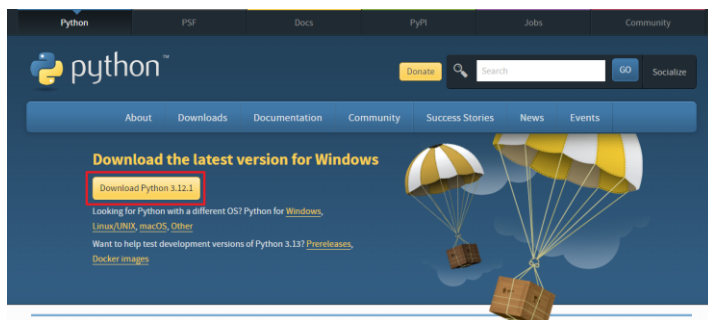 Python PSF Docs PyPI Jobs Community
python™ Donate Search GO Socialize
About Downloads Documentation Community Success Stories News Events
Download the latest version for Windows
Download Python 3.12.1
Looking for Python with a different OS? Python for Windows,
Linux/UNIX, macOS, Other
Want to help test development versions of Python 3.13? Prereleases,
Docker images